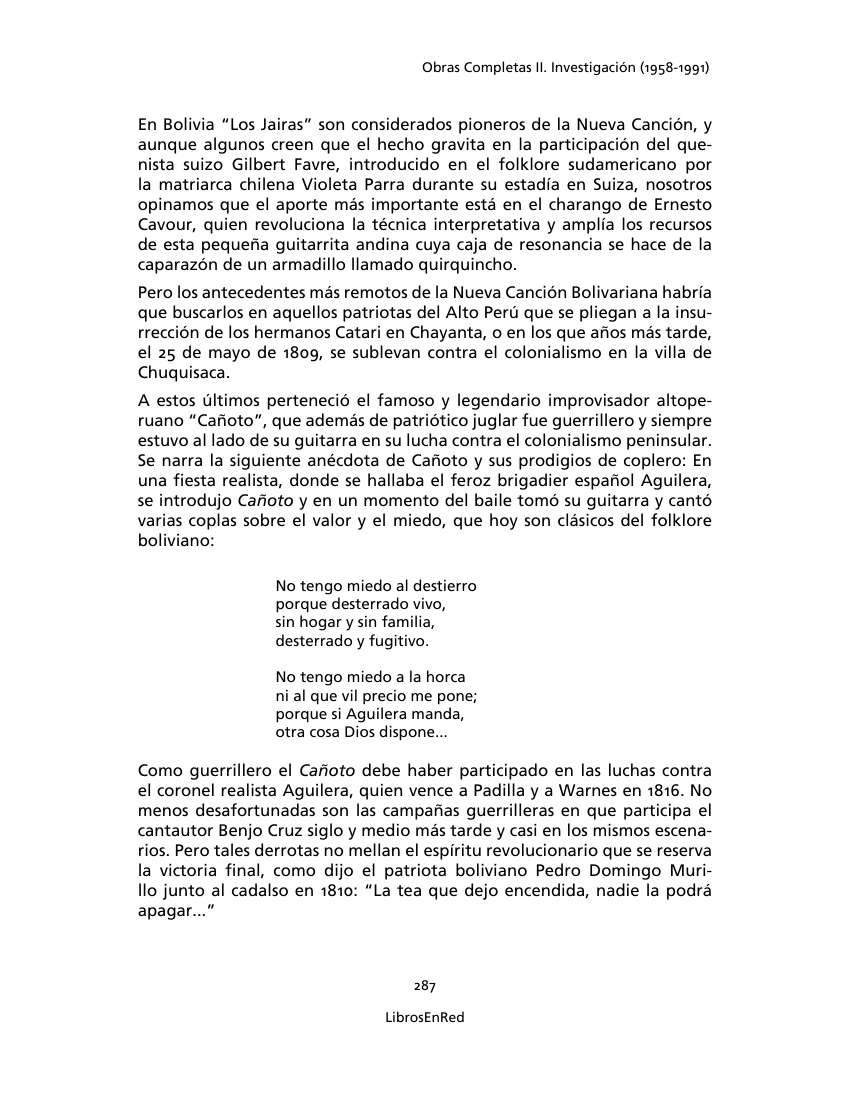 Obras Completas II. Investigación (1958-1991)
En Bolivia “Los Jairas” son considerados pioneros de la Nueva Canción, y
aunque algunos creen que el hecho gravita en la participación del que-
nista suizo Gilbert Favre, introducido en el folklore sudamericano por
la matriarca chilena Violeta Parra durante su estadía en Suiza, nosotros
opinamos que el aporte más importante está en el charango de Ernesto
Cavour, quien revoluciona la técnica interpretativa y amplía los recursos
de esta pequeña guitarrita andina cuya caja de resonancia se hace de la
caparazón de un armadillo llamado quirquincho.
Pero los antecedentes más remotos de la Nueva Canción Bolivariana habría
que buscarlos en aquellos patriotas del Alto Perú que se pliegan a la insu-
rrección de los hermanos Catari en Chayanta, o en los que años más tarde,
el 25 de mayo de 1809, se sublevan contra el colonialismo en la villa de
Chuquisaca.
A estos últimos perteneció el famoso y legendario improvisador altope-
ruano “Cañoto”, que además de patriótico juglar fue guerrillero y siempre
estuvo al lado de su guitarra en su lucha contra el colonialismo peninsular.
Se narra la siguiente anécdota de Cañoto y sus prodigios de coplero: En
una fiesta realista, donde se hallaba el feroz brigadier español Aguilera,
se introdujo Cañoto y en un momento del baile tomó su guitarra y cantó
varias coplas sobre el valor y el miedo, que hoy son clásicos del folklore
boliviano:
No tengo miedo al destierro
porque desterrado vivo,
sin hogar y sin familia,
desterrado y fugitivo.
No tengo miedo a la horca
ni al que vil precio me pone;
porque si Aguilera manda,
otra cosa Dios dispone...
Como guerrillero el Cañoto debe haber participado en las luchas contra
el coronel realista Aguilera, quien vence a Padilla y a Warnes en 1816. No
menos desafortunadas son las campañas guerrilleras en que participa el
cantautor Benjo Cruz siglo y medio más tarde y casi en los mismos escena-
rios. Pero tales derrotas no mellan el espíritu revolucionario que se reserva
la victoria final, como dijo el patriota boliviano Pedro Domingo Muri-
llo junto al cadalso en 1810: “La tea que dejo encendida, nadie la podrá
apagar...”
287
LibrosEnRed